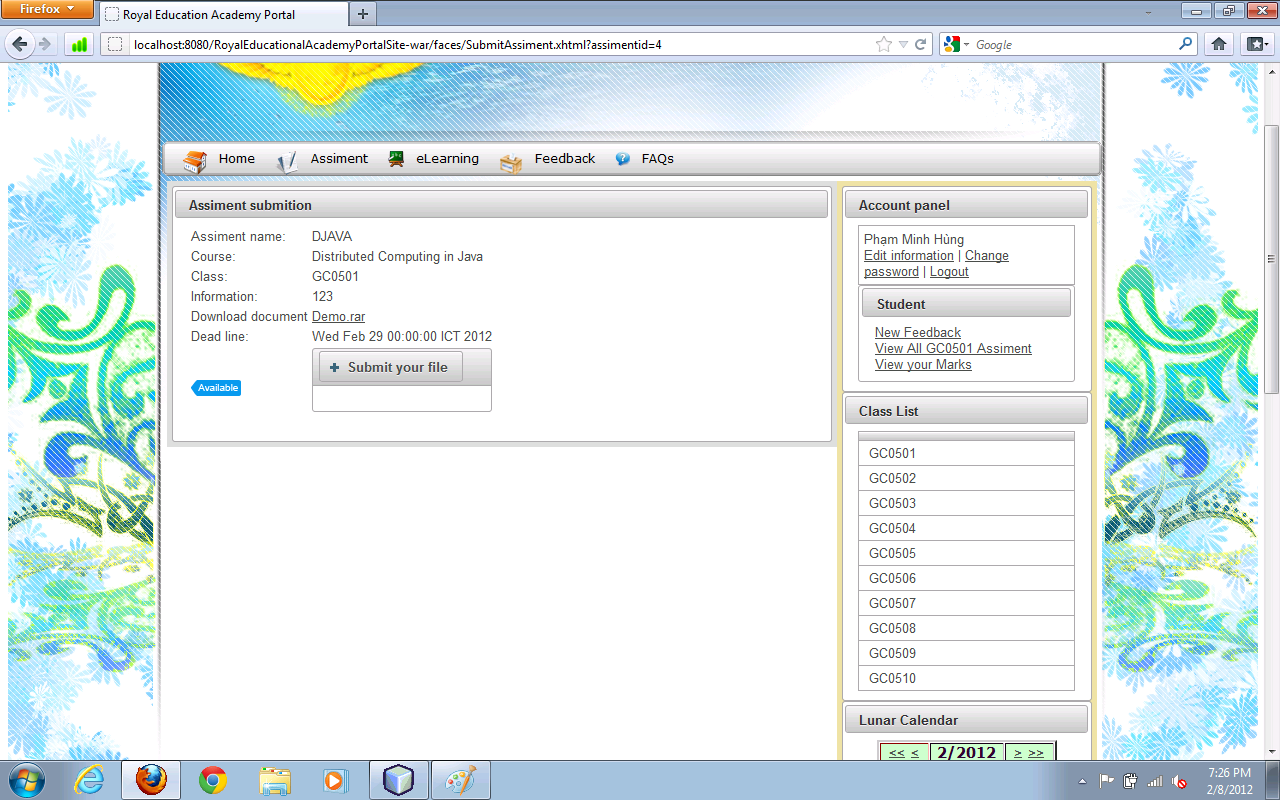 Firefox
Royal Education Academy Portal
localhost:8080/RoyalEducationalAcademyPortalSite-war/faces/SubmitAssiment.xhtml?assimentid=4
Google
Home
Assiment
eLearning
Feedback
FAQs
Assiment submition
Assiment name: DJAVA
Course: Distributed Computing in Java
Class: GC0501
Information: 123
Download document Demo.rar
Dead line: Wed Feb 29 00:00:00 ICT 2012
Submit your file
Available
Account panel
Phạm Minh Hùng
Edit information | Change
password | Logout
Student
New Feedback
View All GC0501 Assiment
View your Marks
Class List
GC0501
GC0502
GC0503
GC0504
GC0505
GC0506
GC0507
GC0508
GC0509
GC0510
Lunar Calendar
<< < 2/2012 > >>
7:26 PM
2/8/2012